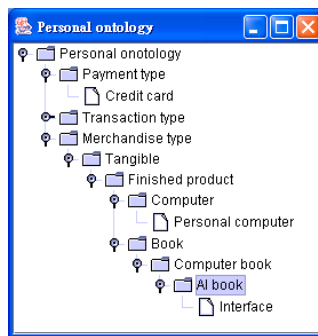 Personal ontology
Personal onotology
Payment type
Credit card
Transaction type
Merchandise type
Tangible
Finished product
Computer
Personal computer
Book
Computer book
AI book
Interface